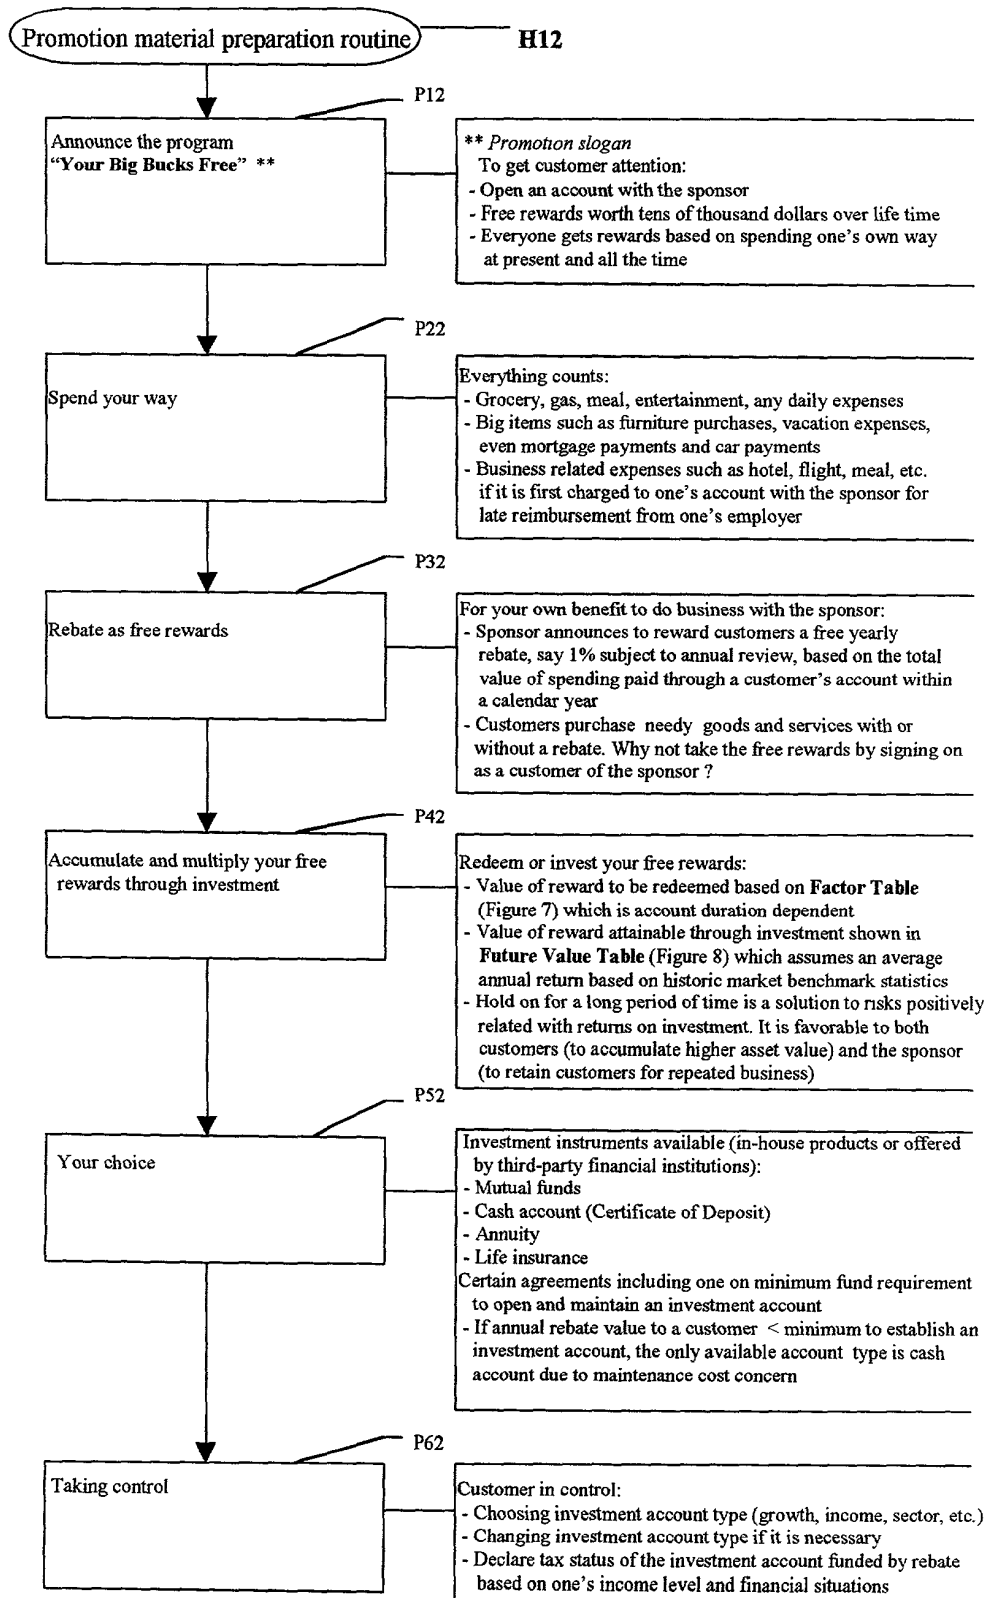 Promotion material preparation routine
H12
P12
Announce the program
"Your Big Bucks Free" **
** Promotion slogan
To get customer attention:
- Open an account with the sponsor
- Free rewards worth tens of thousand dollars over life time
- Everyone gets rewards based on spending one's own way
at present and all the time
P22
Spend your way
Everything counts:
- Grocery, gas, meal, entertainment, any daily expenses
- Big items such as furniture purchases, vacation expenses,
even mortgage payments and car payments
- Business related expenses such as hotel, flight, meal, etc.
if it is first charged to one's account with the sponsor for
late reimbursement from one's employer
P32
Rebate as free rewards
For your own benefit to do business with the sponsor:
- Sponsor announces to reward customers a free yearly
rebate, say 1% subject to annual review, based on the total
value of spending paid through a customer's account within
a calendar year
- Customers purchase needy goods and services with or
without a rebate. Why not take the free rewards by signing on
as a customer of the sponsor ?
P42
Accumulate and multiply your free
rewards through investment
Redeem or invest your free rewards:
- Value of reward to be redeemed based on Factor Table
(Figure 7) which is account duration dependent
- Value of reward attainable through investment shown in
Future Value Table (Figure 8) which assumes an average
annual return based on historic market benchmark statistics
- Hold on for a long period of time is a solution to risks positively
related with returns on investment. It is favorable to both
customers (to accumulate higher asset value) and the sponsor
(to retain customers for repeated business)
P52
Your choice
Investment instruments available (in-house products or offered
by third-party financial institutions):
- Mutual funds
- Cash account (Certificate of Deposit)
- Annuity
- Life insurance
Certain agreements including one on minimum fund requirement
to open and maintain an investment account
- If annual rebate value to a customer < minimum to establish an
investment account, the only available account type is cash
account due to maintenance cost concern
P62
Taking control
Customer in control:
- Choosing investment account type (growth, income, sector, etc.)
- Changing investment account type if it is necessary
- Declare tax status of the investment account funded by rebate
based on one's income level and financial situations